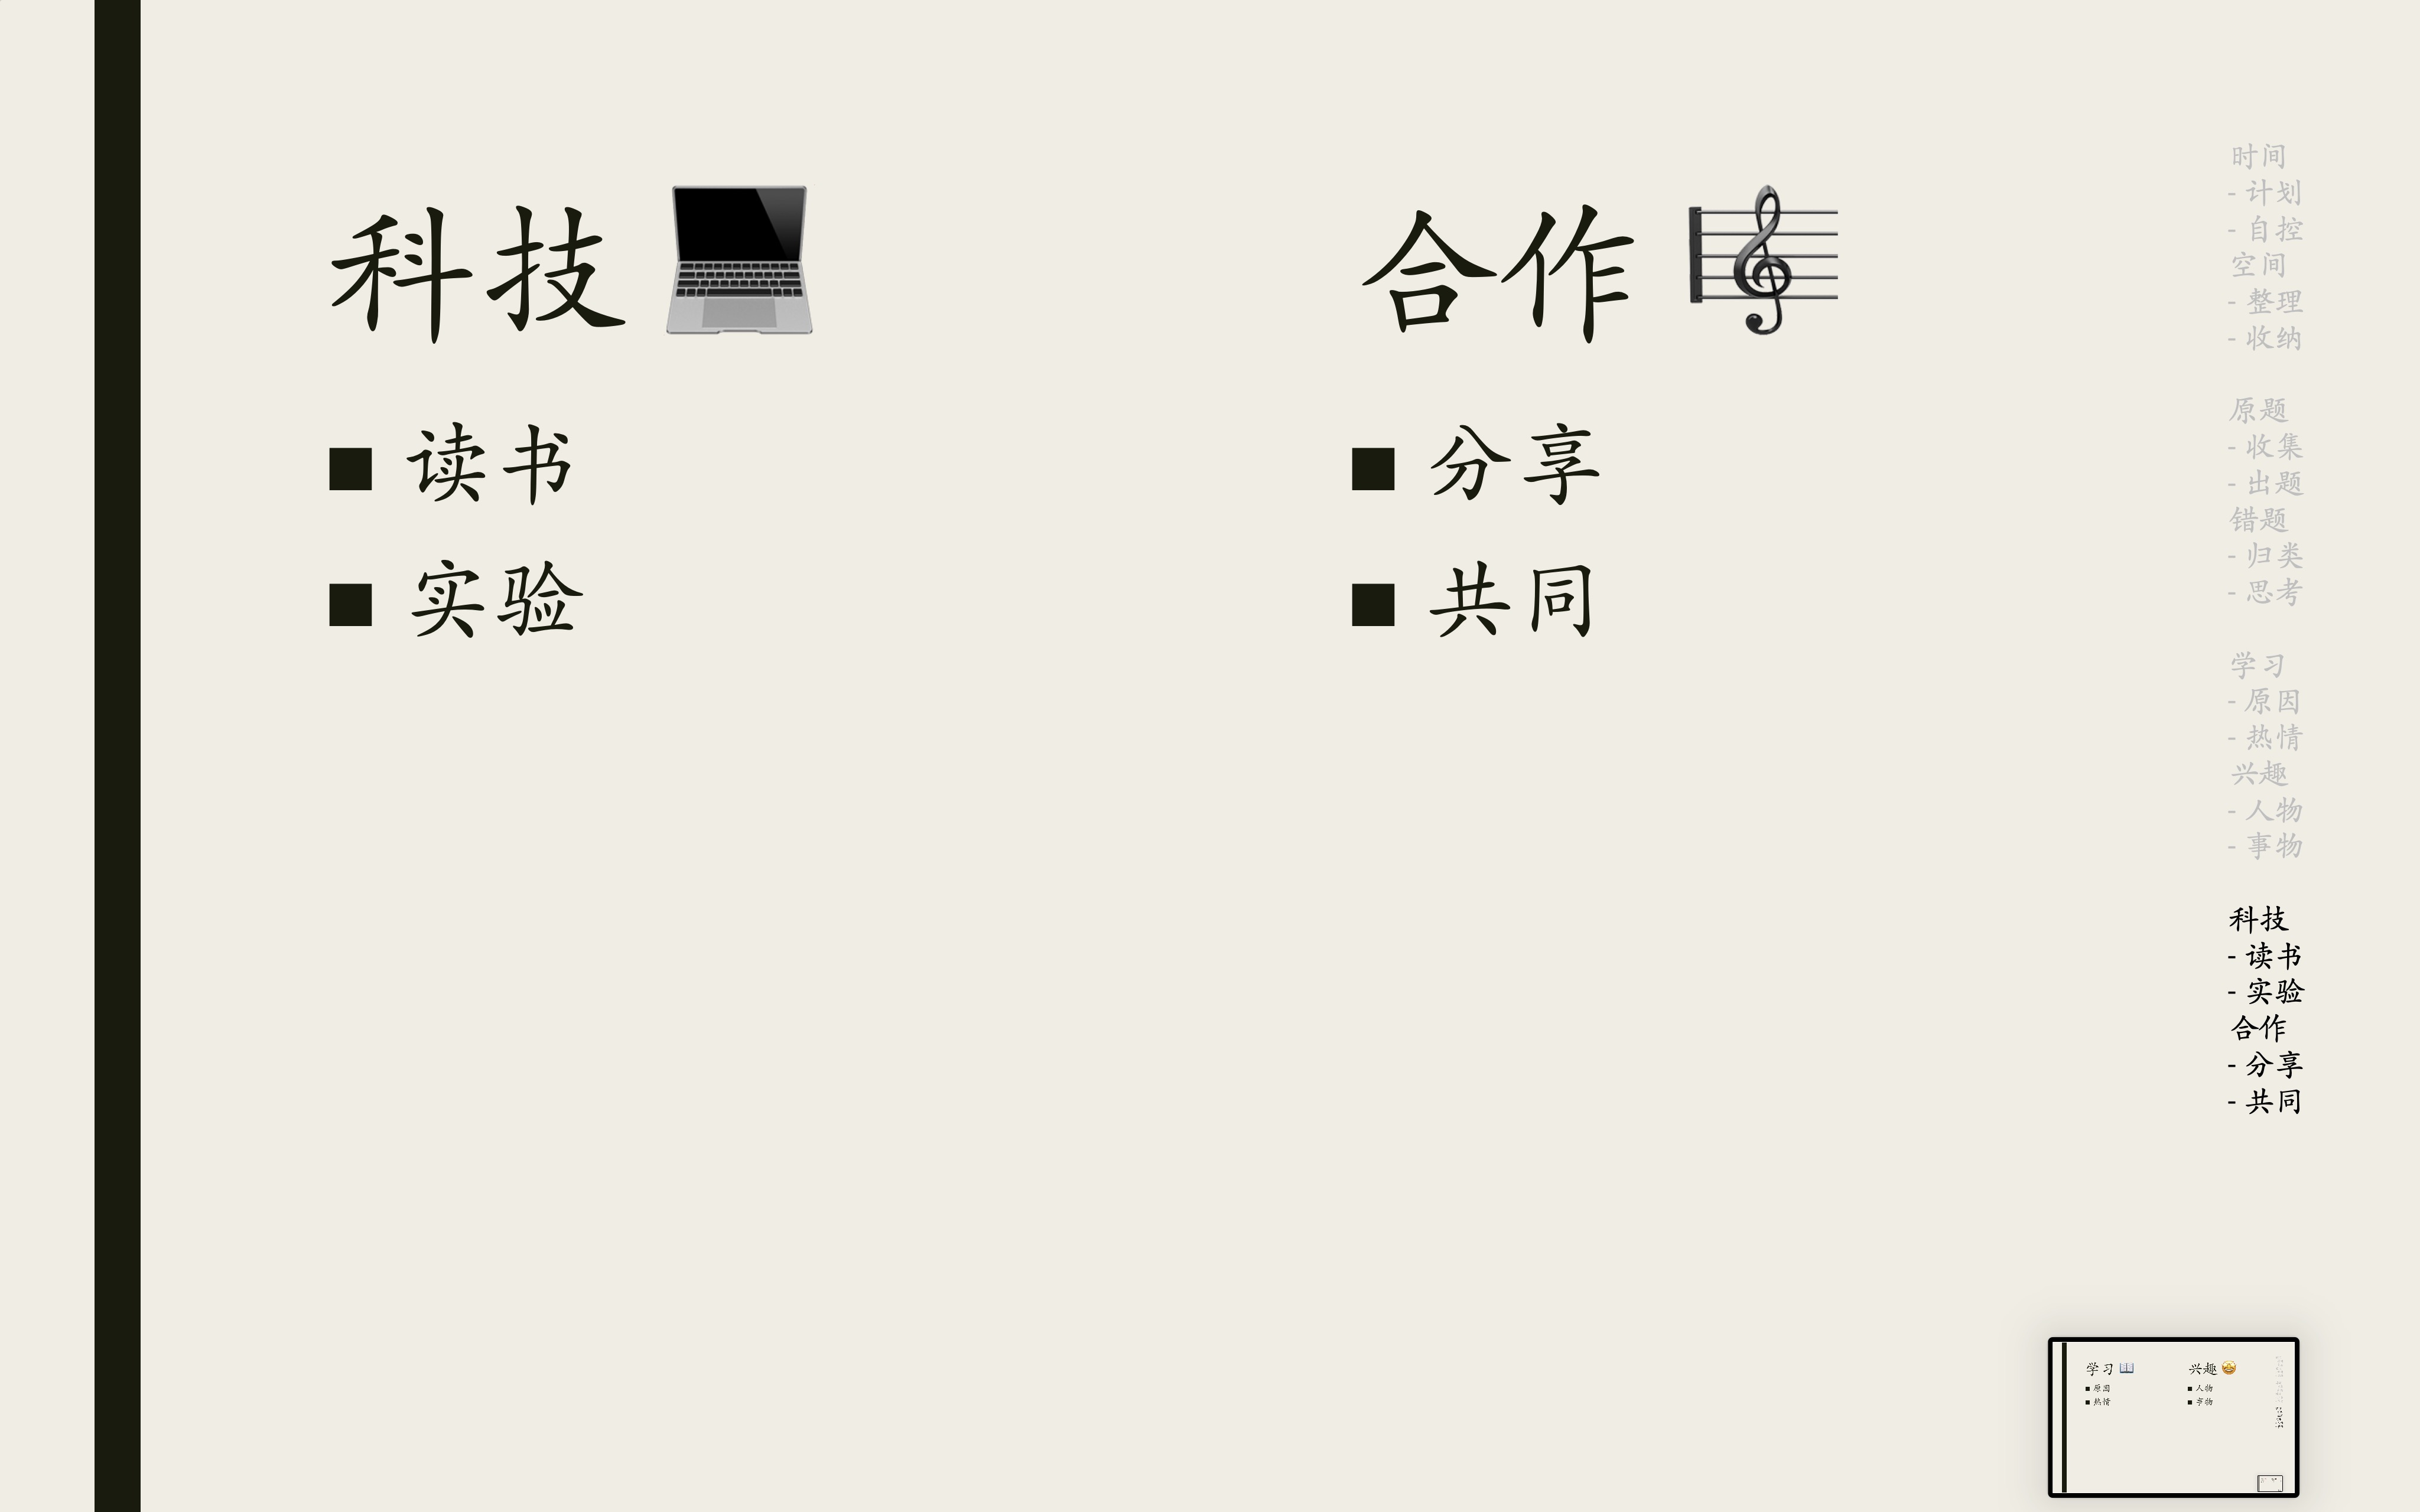 科技
■ 读书
■ 实验
合作
■ 分享
■ 共同
时间
- 计划
- 自控
空间
- 整理
- 收纳
原题
- 收集
- 出题
错题
- 归类
- 思考
学习
- 原因
- 热情
兴趣
- 人物
- 事物
科技
- 读书
- 实验
合作
- 分享
- 共同
学习
■ 原因
■ 热情
兴趣
■ 人物
■ 事物